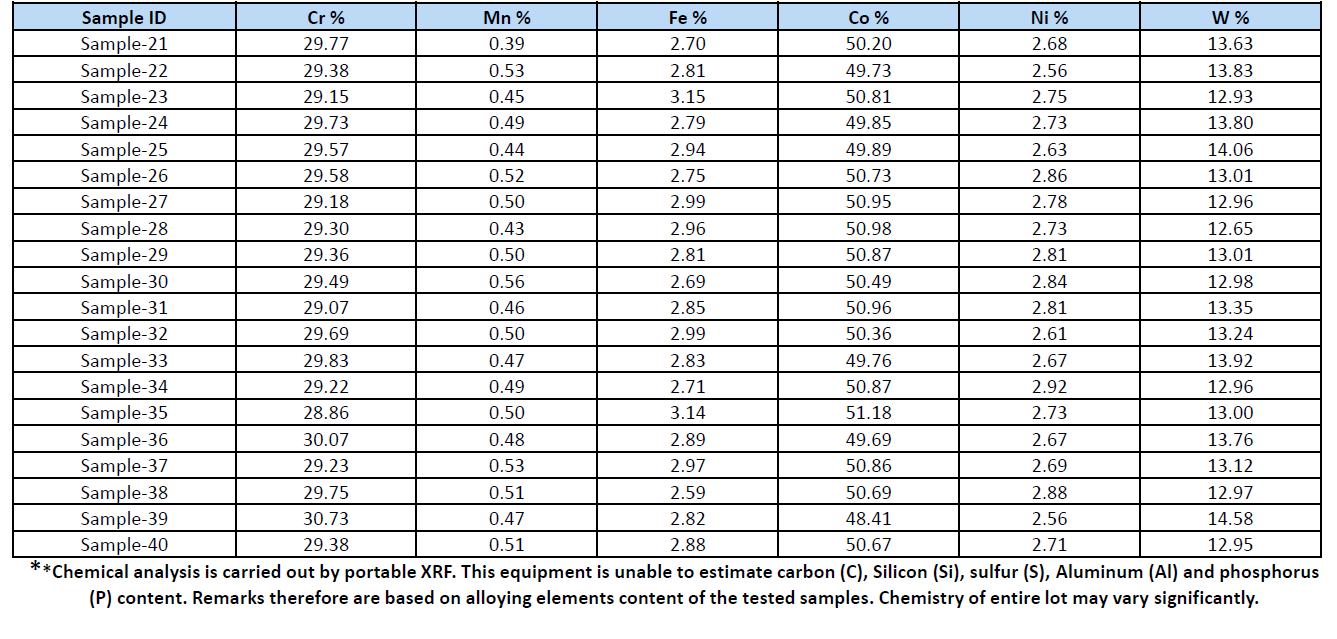 Sample ID Cr % Mn % Fe % Co % Ni % W %
Sample-21 29.77 0.39 2.70 50.20 2.68 13.63
Sample-22 29.38 0.53 2.81 49.73 2.56 13.83
Sample-23 29.15 0.45 3.15 50.81 2.75 12.93
Sample-24 29.73 0.49 2.79 49.85 2.73 13.80
Sample-25 29.57 0.44 2.94 49.89 2.63 14.06
Sample-26 29.58 0.52 2.75 50.73 2.86 13.01
Sample-27 29.18 0.50 2.99 50.95 2.78 12.96
Sample-28 29.30 0.43 2.96 50.98 2.73 12.65
Sample-29 29.36 0.50 2.81 50.87 2.81 13.01
Sample-30 29.49 0.56 2.69 50.49 2.84 12.98
Sample-31 29.07 0.46 2.85 50.96 2.81 13.35
Sample-32 29.69 0.50 2.99 50.36 2.61 13.24
Sample-33 29.83 0.47 2.83 49.76 2.67 13.92
Sample-34 29.22 0.49 2.71 50.87 2.92 12.96
Sample-35 28.86 0.50 3.14 51.18 2.73 13.00
Sample-36 30.07 0.48 2.89 49.69 2.67 13.76
Sample-37 29.23 0.53 2.97 50.86 2.69 13.12
Sample-38 29.75 0.51 2.59 50.69 2.88 12.97
Sample-39 30.73 0.47 2.82 48.41 2.56 14.58
Sample-40 29.38 0.51 2.88 50.67 2.71 12.95
**Chemical analysis is carried out by portable XRF. This equipment is unable to estimate carbon (C), Silicon (Si), sulfur (S), Aluminum (Al) and phosphorus
(P) content. Remarks therefore are based on alloying elements content of the tested samples. Chemistry of entire lot may vary significantly.